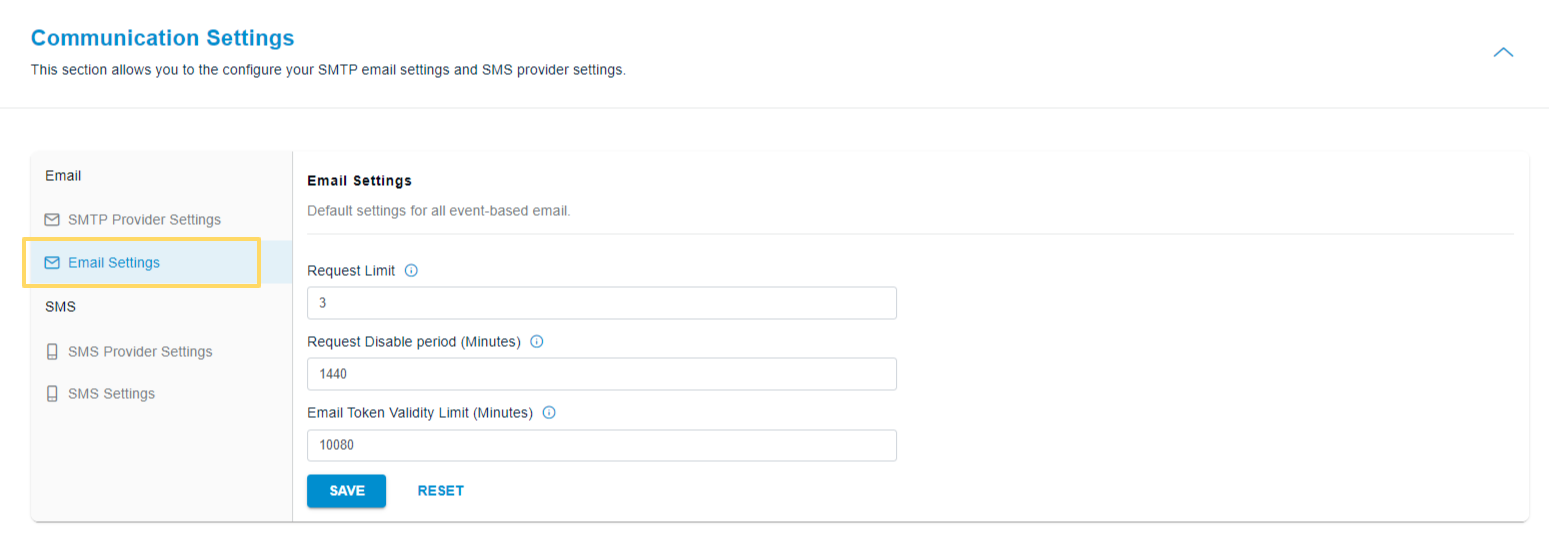 Communication Settings
This section allows you to the configure your SMTP email settings and SMS provider settings.
Email
SMTP Provider Settings
Email Settings
SMS
SMS Provider Settings
SMS Settings
Email Settings
Default settings for all event-based email.
Request Limit
3
Request Disable period (Minutes)
1440
Email Token Validity Limit (Minutes)
10080
SAVE RESET